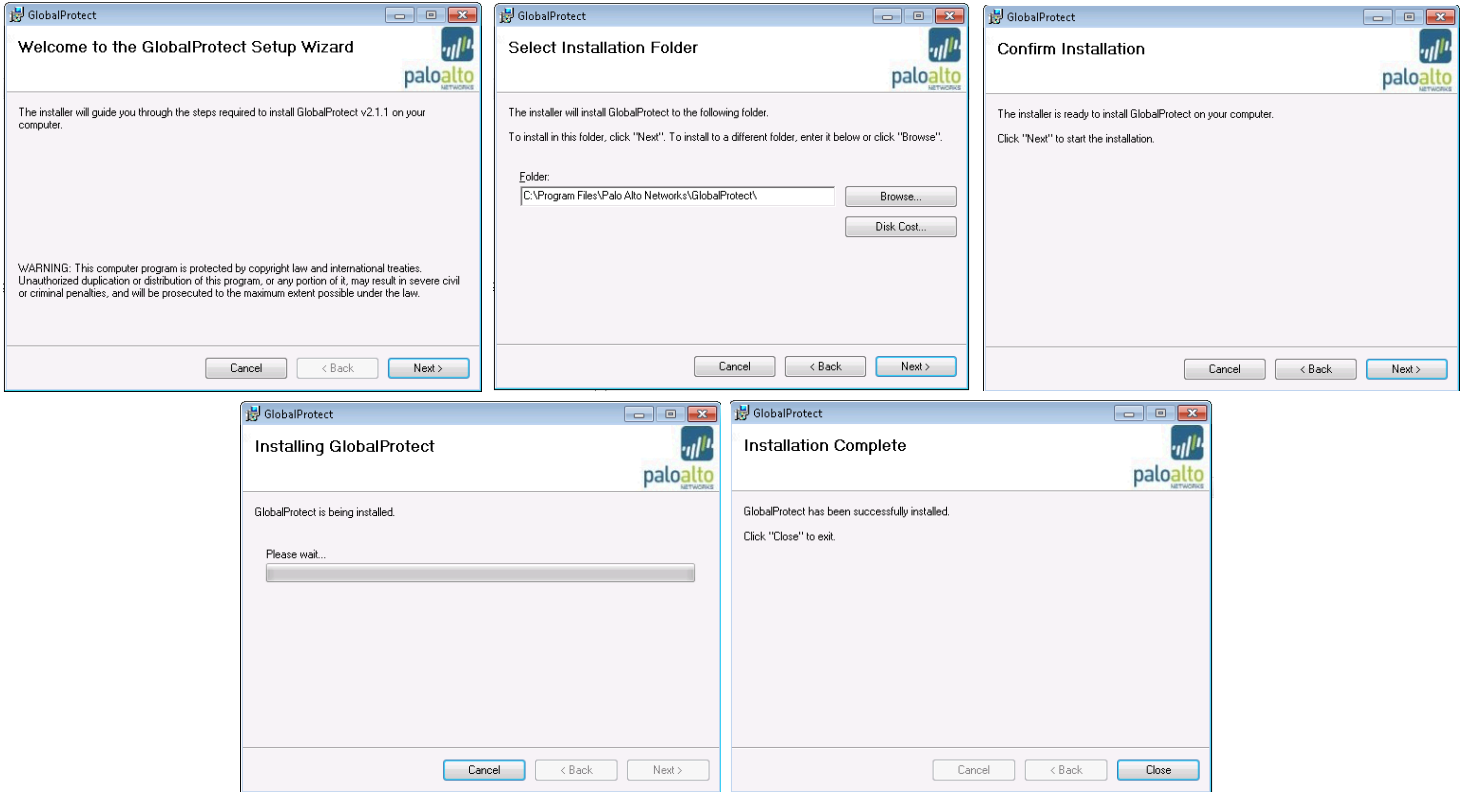 GlobalProtect
Welcome to the GlobalProtect Setup Wizard
paloalto
NETWORKS
The installer will guide you through the steps required to install GlobalProtect v2.1.1 on your
computer.
WARNING: This computer program is protected by copyright law and international treaties.
Unauthorized duplication or distribution of this program, or any portion of it, may result in severe civil
or criminal penalties, and will be prosecuted to the maximum extent possible under the law.
Cancel
< Back
Next >
GlobalProtect
Select Installation Folder
paloalto
NETWORKS
The installer will install GlobalProtect to the following folder.
To install in this folder, click "Next". To install to a different folder, enter it below or click "Browse".
Folder:
C:\Program Files\Palo Alto Networks\GlobalProtect\
Browse...
Disk Cost...
Cancel
< Back
Next >
GlobalProtect
Confirm Installation
paloalto
NETWORKS
The installer is ready to install GlobalProtect on your computer.
Click "Next" to start the installation.
Cancel
< Back
Next >
GlobalProtect
Installing GlobalProtect
paloalto
NETWORKS
GlobalProtect is being installed.
Please wait...
Cancel
< Back
Next >
GlobalProtect
Installation Complete
paloalto
NETWORKS
GlobalProtect has been successfully installed.
Click "Close" to exit.
Cancel
< Back
Close